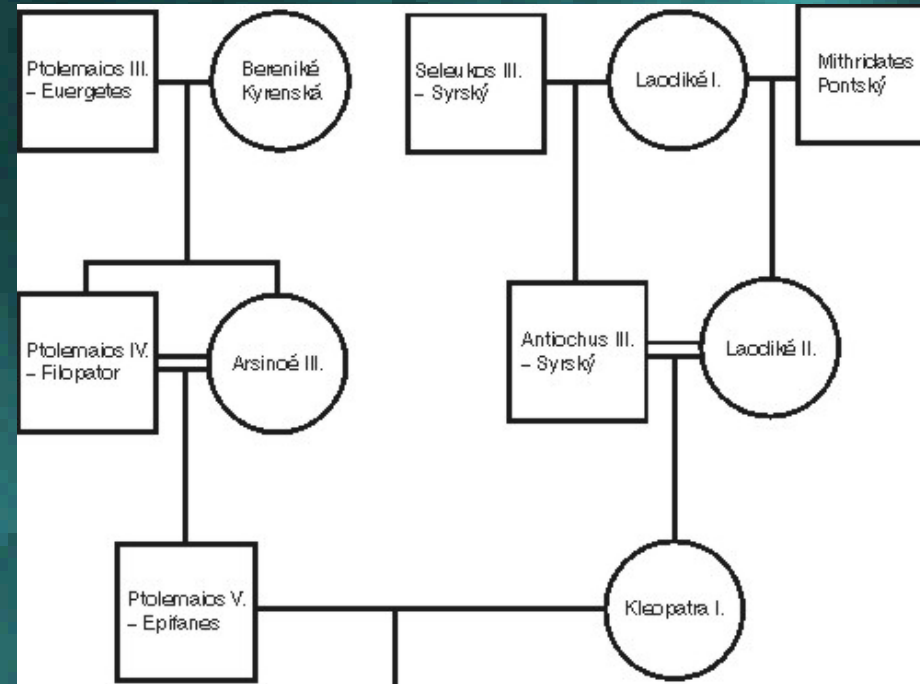 Ptolemaios III.
– Euergetes
Bereniké
Kyrenská
Seleukos III.
– Syrský
Laodiké I.
Mithridates
Pontský
Ptolemaios IV.
– Filopator
Arsinoé III.
Antiochus III.
– Syrský
Laodiké II.
Ptolemaios V.
– Epifanes
Kleopatra I.